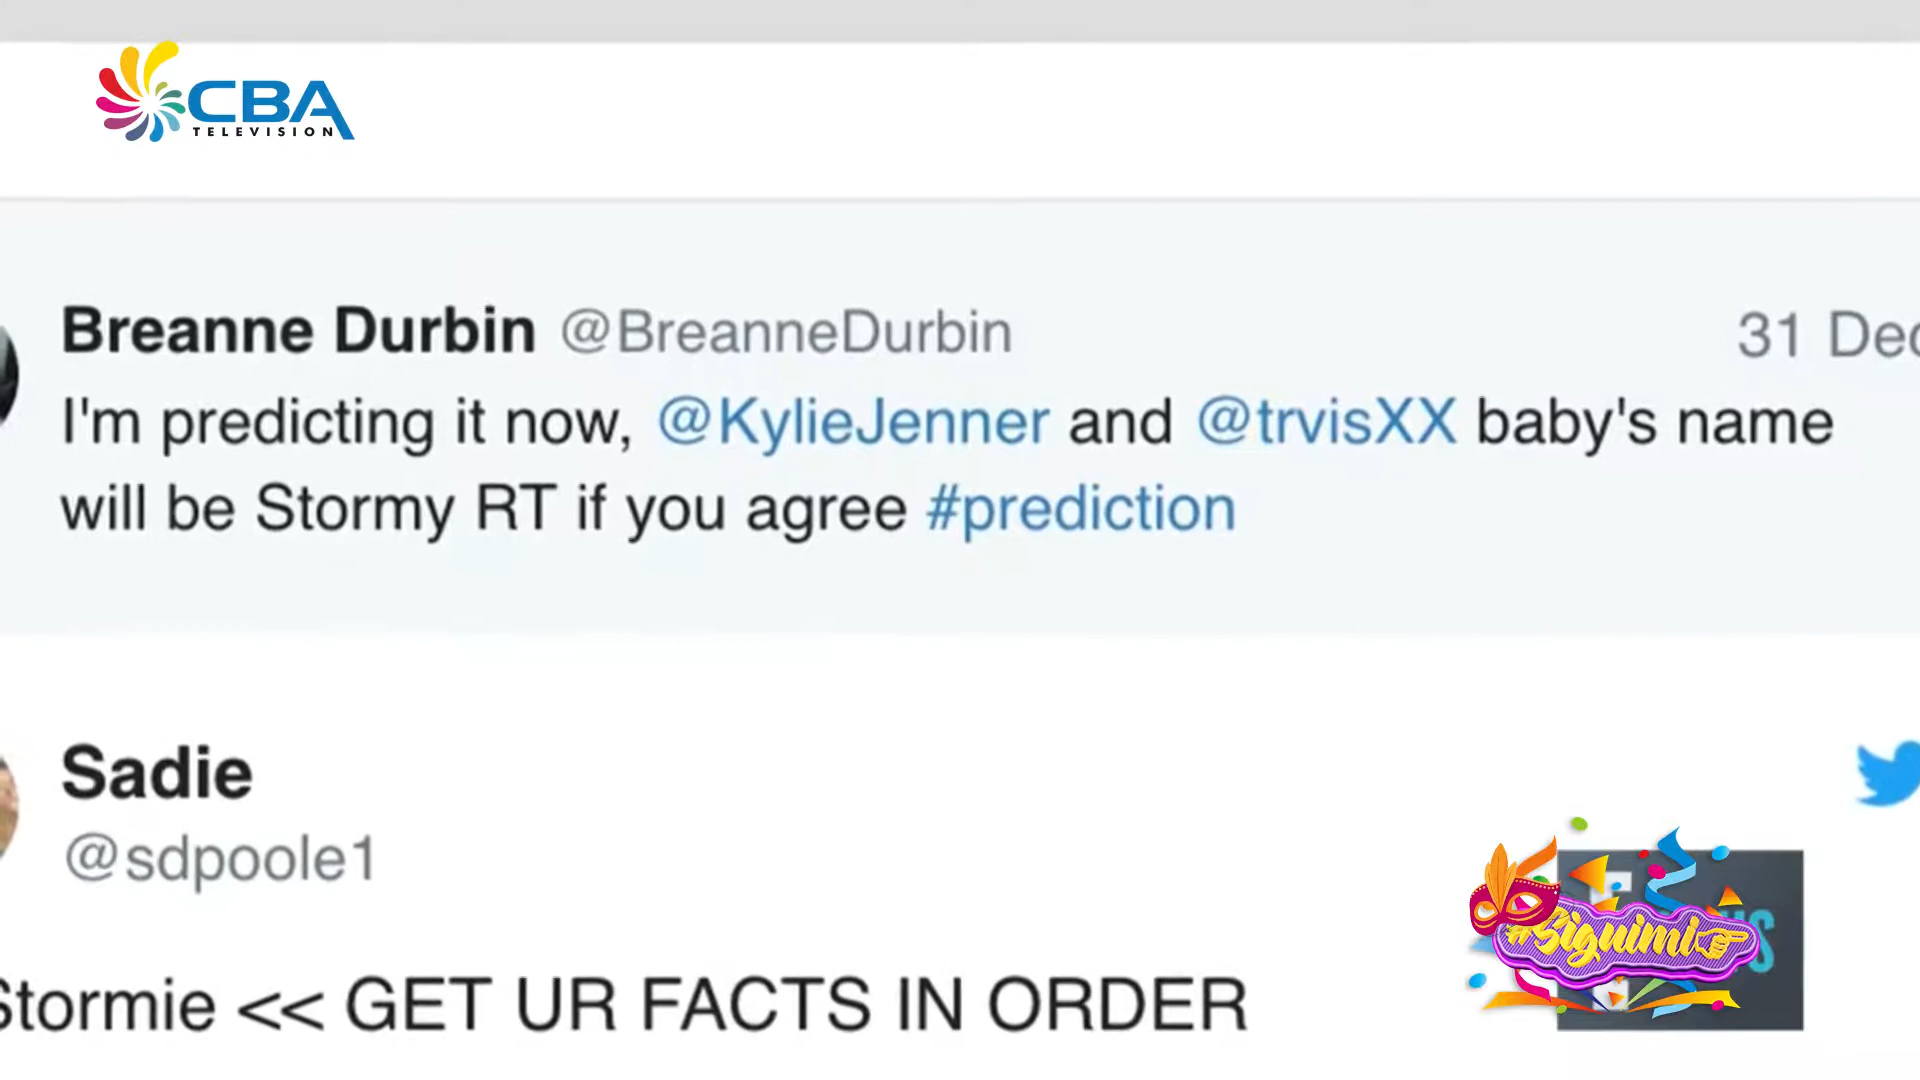 CBA
TELEVISION
Breanne Durbin @BreanneDurbin 31 Dec
I'm predicting it now, @KylieJenner and @trvisXX baby's name
will be Stormy RT if you agree #prediction
Sadie
@sdpoole1
Stormie << GET UR FACTS IN ORDER
#Siguimi